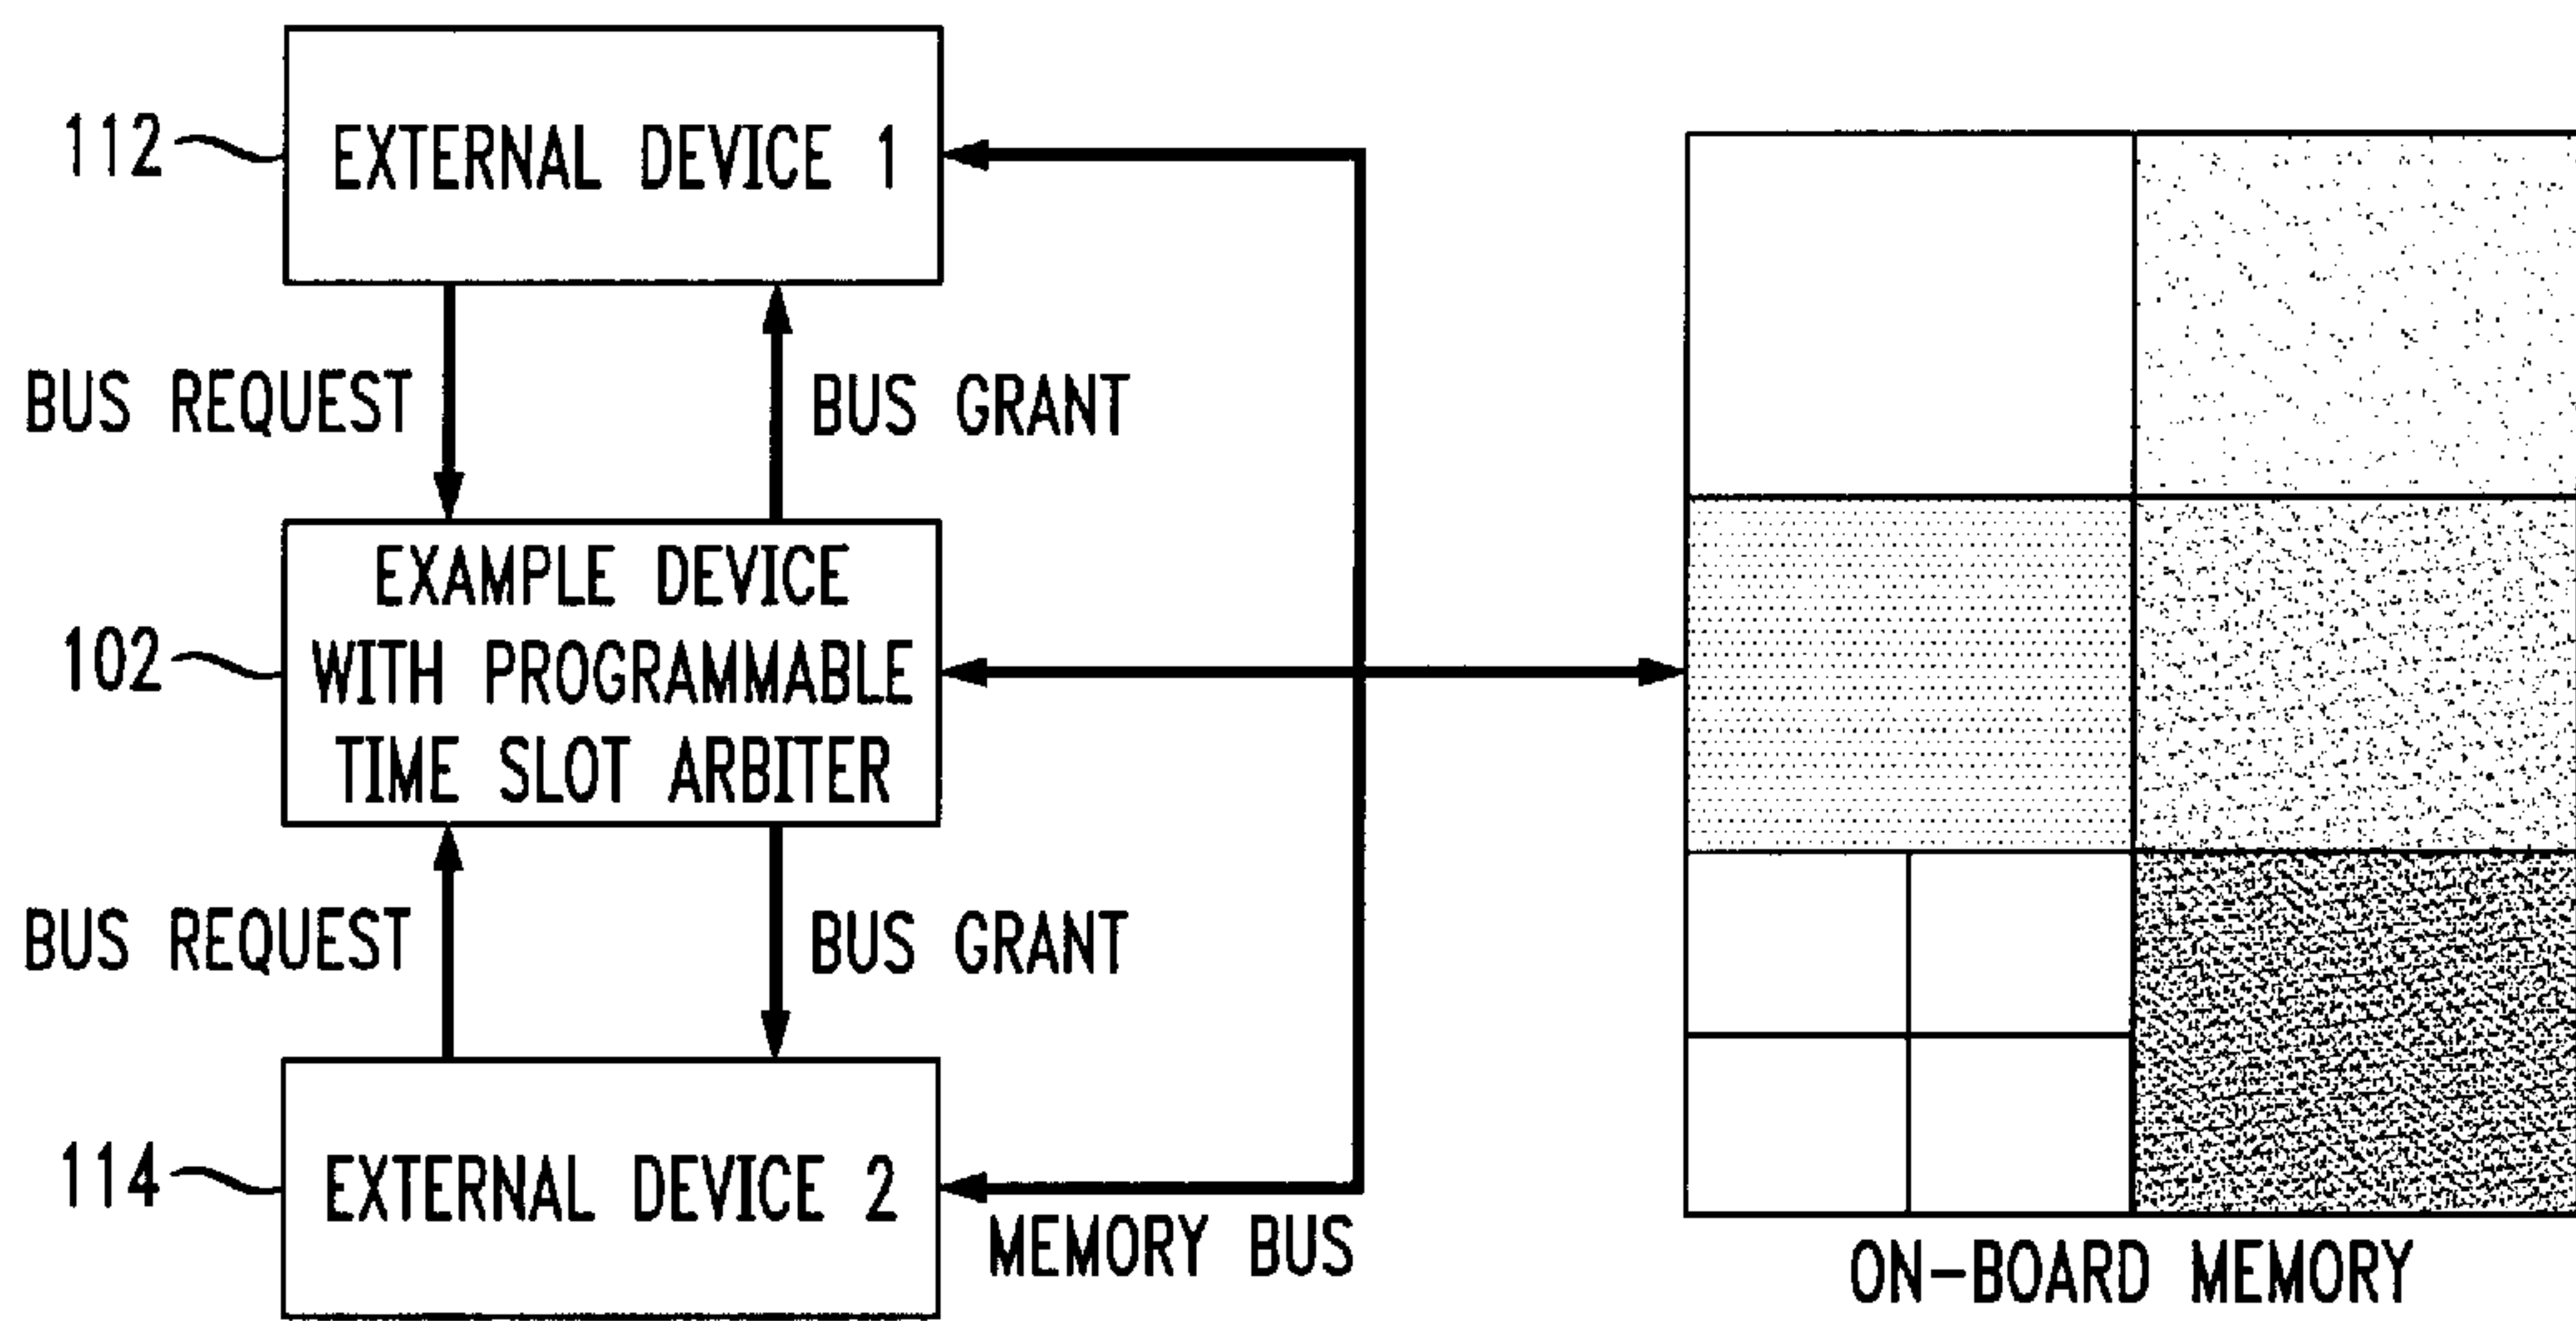 112
EXTERNAL DEVICE 1
BUS REQUEST
BUS GRANT
102
EXAMPLE DEVICE
WITH PROGRAMMABLE
TIME SLOT ARBITER
BUS REQUEST
BUS GRANT
114
EXTERNAL DEVICE 2
MEMORY BUS
ON-BOARD MEMORY